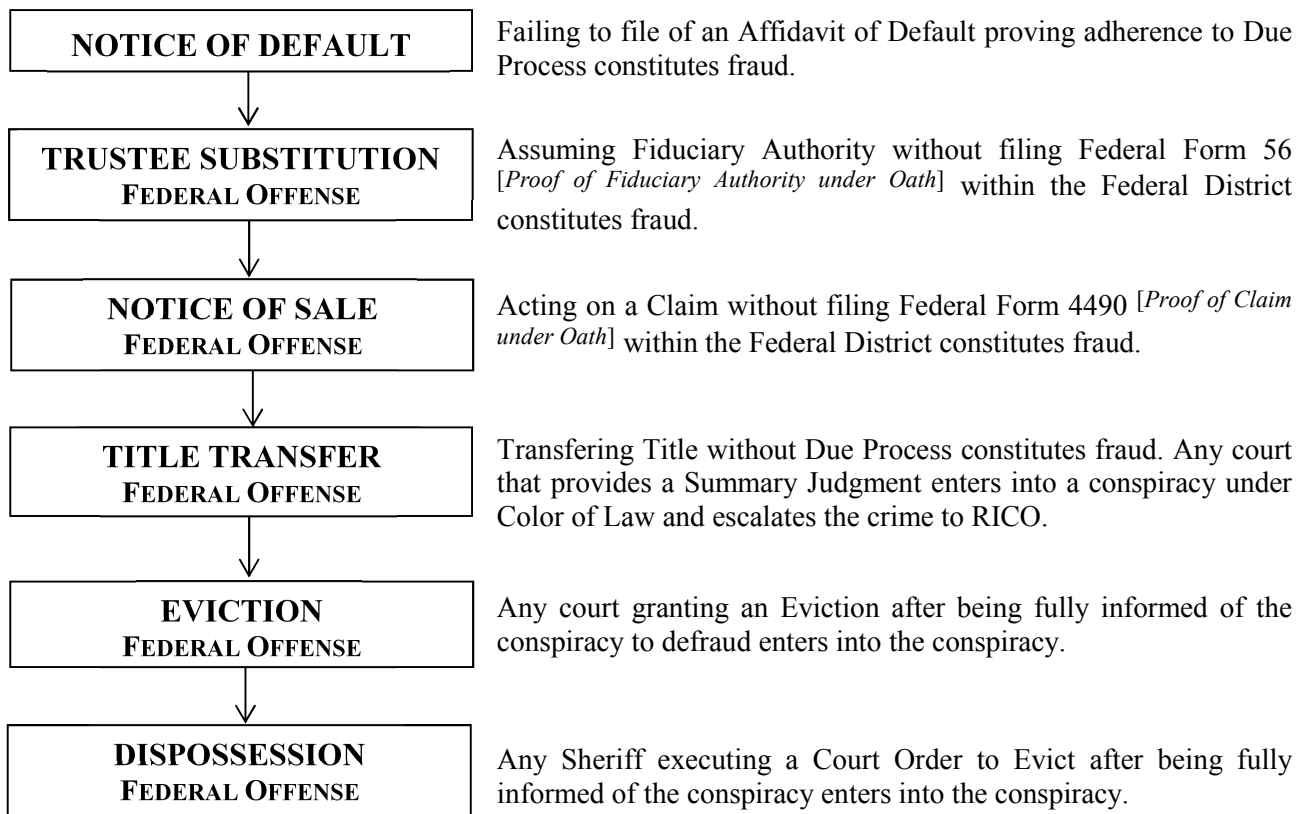 NOTICE OF DEFAULT
Failing to file of an Affidavit of Default proving adherence to Due
Process constitutes fraud.
TRUSTEE SUBSTITUTION
FEDERAL OFFENSE
Assuming Fiduciary Authority without filing Federal Form 56
[Proof of Fiduciary Authority under Oath] within the Federal District
constitutes fraud.
NOTICE OF SALE
FEDERAL OFFENSE
Acting on a Claim without filing Federal Form 4490 [Proof of Claim
under Oath] within the Federal District constitutes fraud.
TITLE TRANSFER
FEDERAL OFFENSE
Transfering Title without Due Process constitutes fraud. Any court
that provides a Summary Judgment enters into a conspiracy under
Color of Law and escalates the crime to RICO.
EVICTION
FEDERAL OFFENSE
Any court granting an Eviction after being fully informed of the
conspiracy to defraud enters into the conspiracy.
DISPOSSESSION
FEDERAL OFFENSE
Any Sheriff executing a Court Order to Evict after being fully
informed of the conspiracy enters into the conspiracy.